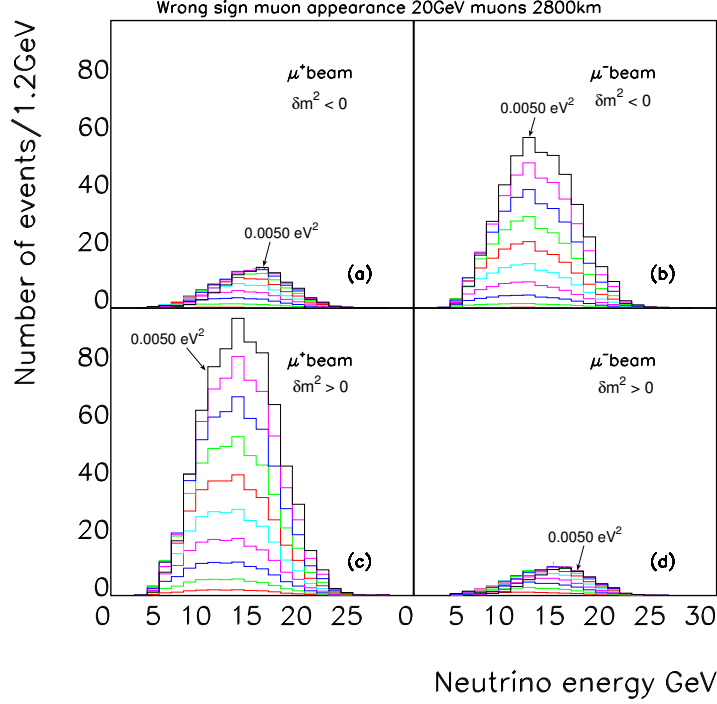 Wrong sign muon appearance 20GeV muons 2800km
Number of events/1.2GeV
80
60
40
20
0
μ⁺beam
δm² < 0
0.0050 eV²
(a)
μ⁻beam
δm² < 0
0.0050 eV²
(b)
80
60
40
20
0
μ⁺beam
δm² > 0
0.0050 eV²
(c)
μ⁻beam
δm² > 0
0.0050 eV²
(d)
0 5 10 15 20 25 0 5 10 15 20 25 30
Neutrino energy GeV